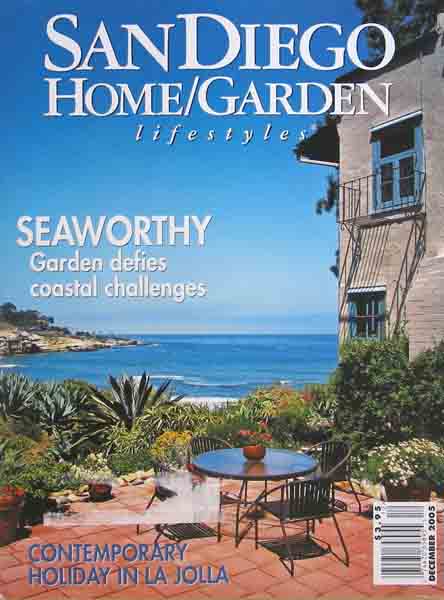 SAN DIEGO
HOME/GARDEN
lifestyles
SEAWORTHY
Garden defies
coastal challenges
CONTEMPORARY
HOLIDAY IN LA JOLLA
$3.95
DECEMBER 2005